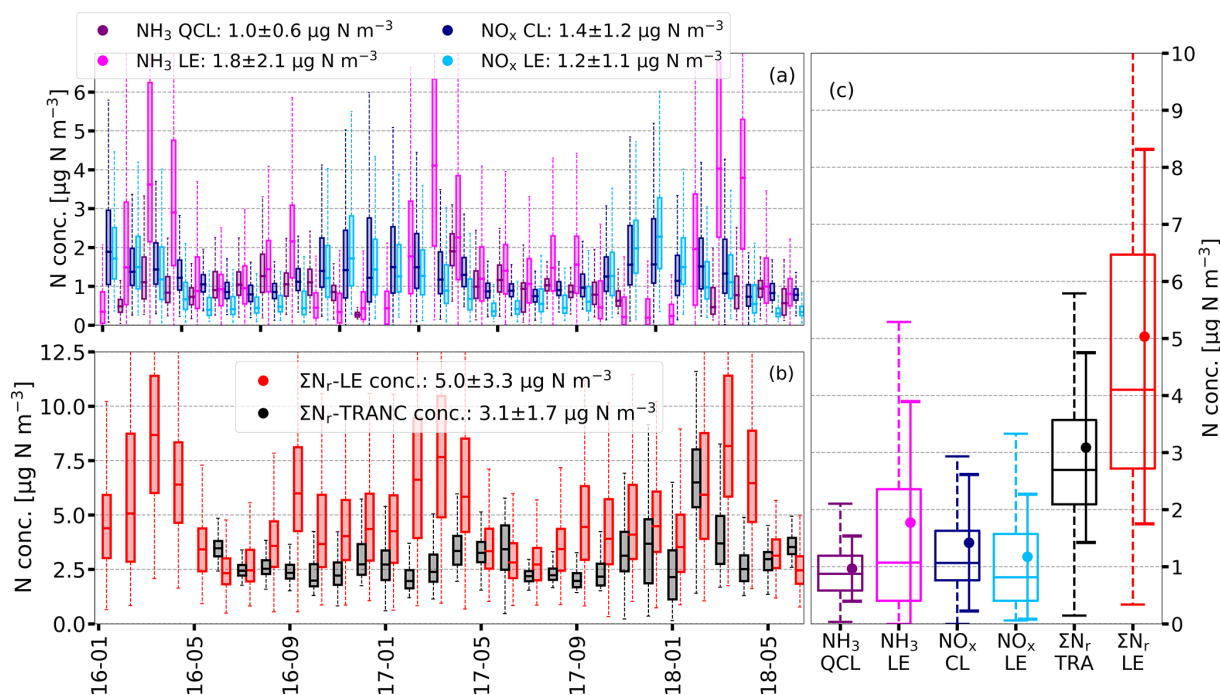 NH₃ QCL: 1.0±0.6 µg N m⁻³
NH₃ LE: 1.8±2.1 µg N m⁻³
NOₓ CL: 1.4±1.2 µg N m⁻³
NOₓ LE: 1.2±1.1 µg N m⁻³
(a)
N conc. [µg N m⁻³]
6
5
4
3
2
1
0
(b)
ΣNᵣ-LE conc.: 5.0±3.3 µg N m⁻³
ΣNᵣ-TRANC conc.: 3.1±1.7 µg N m⁻³
N conc. [µg N m⁻³]
12.5
10.0
7.5
5.0
2.5
0.0
16-01
16-05
16-09
17-01
17-05
17-09
18-01
18-05
(c)
10
9
8
7
6
5
4
3
2
1
0
N conc. [µg N m⁻³]
NH₃ NH₃ NOₓ NOₓ ΣNᵣ ΣNᵣ
QCL LE CL LE TRA LE